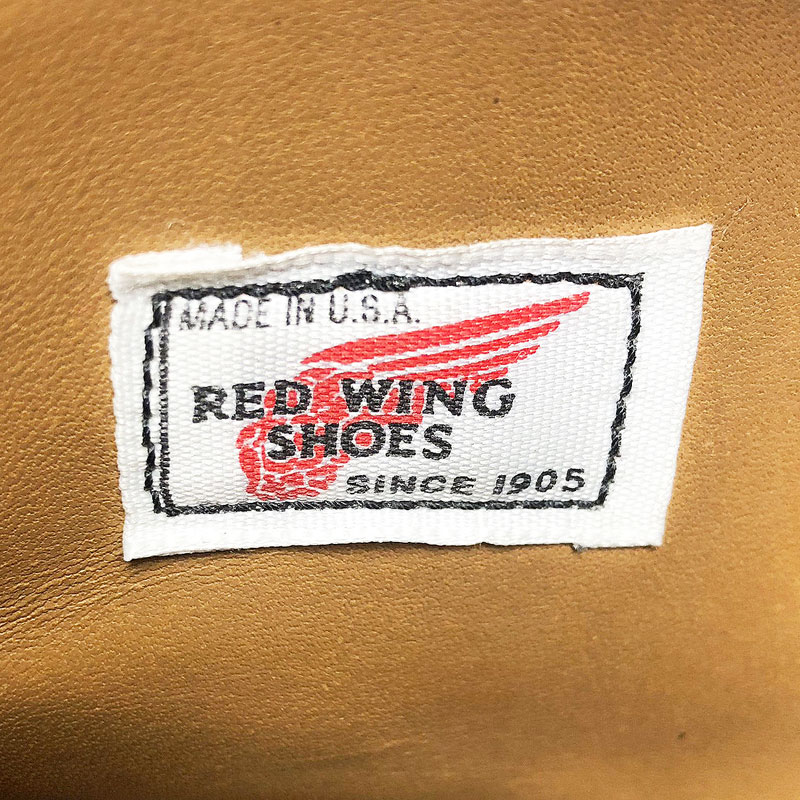 MADE IN U.S.A.
RED WING
SHOES
SINCE 1905